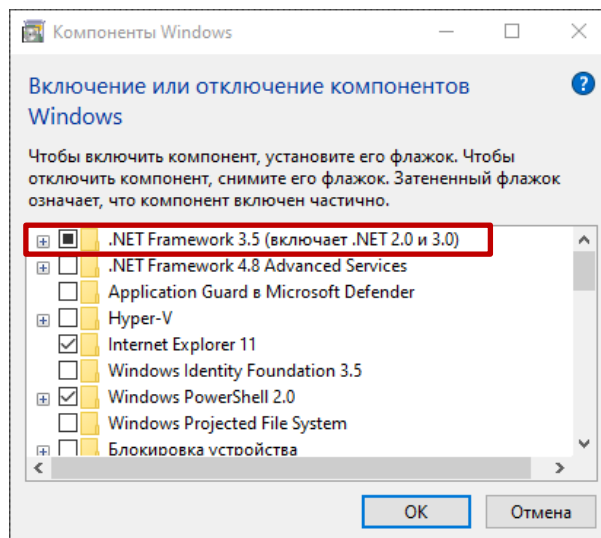 Компоненты Windows
Включение или отключение компонентов
Windows
Чтобы включить компонент, установите его флажок. Чтобы
отключить компонент, снимите его флажок. Затененный флажок
означает, что компонент включен частично.
.NET Framework 3.5 (включает .NET 2.0 и 3.0)
.NET Framework 4.8 Advanced Services
Application Guard в Microsoft Defender
Hyper-V
Internet Explorer 11
Windows Identity Foundation 3.5
Windows PowerShell 2.0
Windows Projected File System
Блокировка устройства
ОК
Отмена